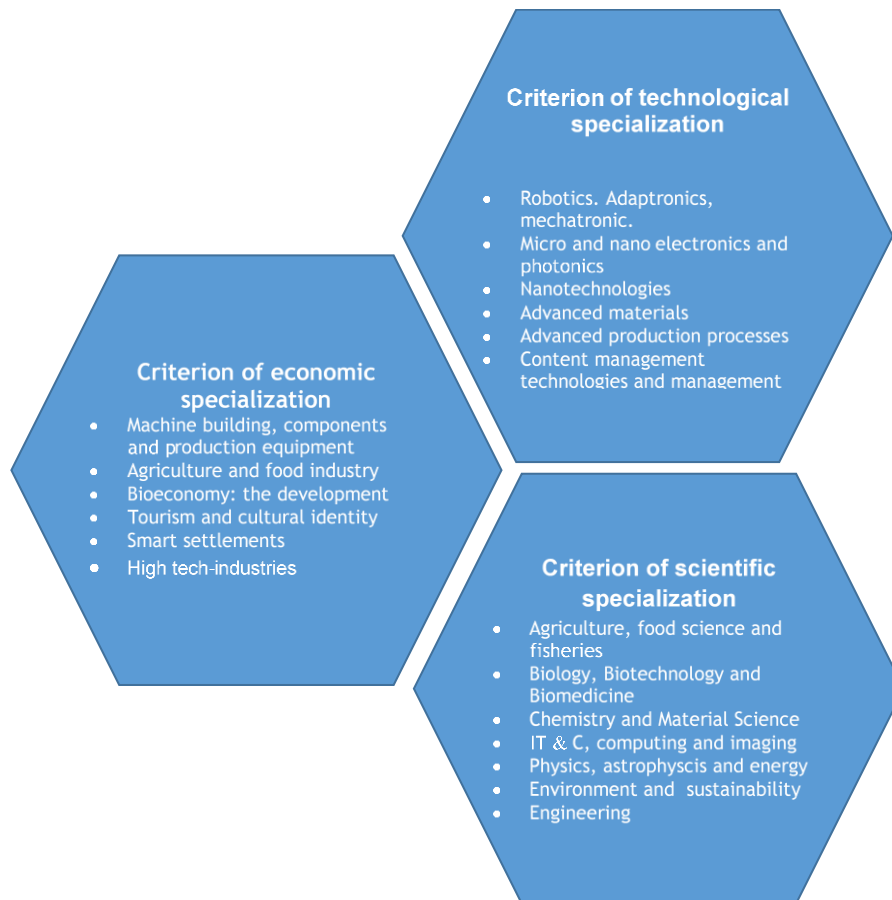 Criterion of technological
specialization
• Robotics. Adaptronics,
mechatronic.
• Micro and nano electronics and
photonics
• Nanotechnologies
• Advanced materials
• Advanced production processes
• Content management
technologies and management
Criterion of economic
specialization
• Machine building, components
and production equipment
• Agriculture and food industry
• Bioeconomy: the development
• Tourism and cultural identity
• Smart settlements
• High tech-industries
Criterion of scientific
specialization
• Agriculture, food science and
fisheries
• Biology, Biotechnology and
Biomedicine
• Chemistry and Material Science
• IT & C, computing and imaging
• Physics, astrophyscis and energy
• Environment and sustainability
• Engineering